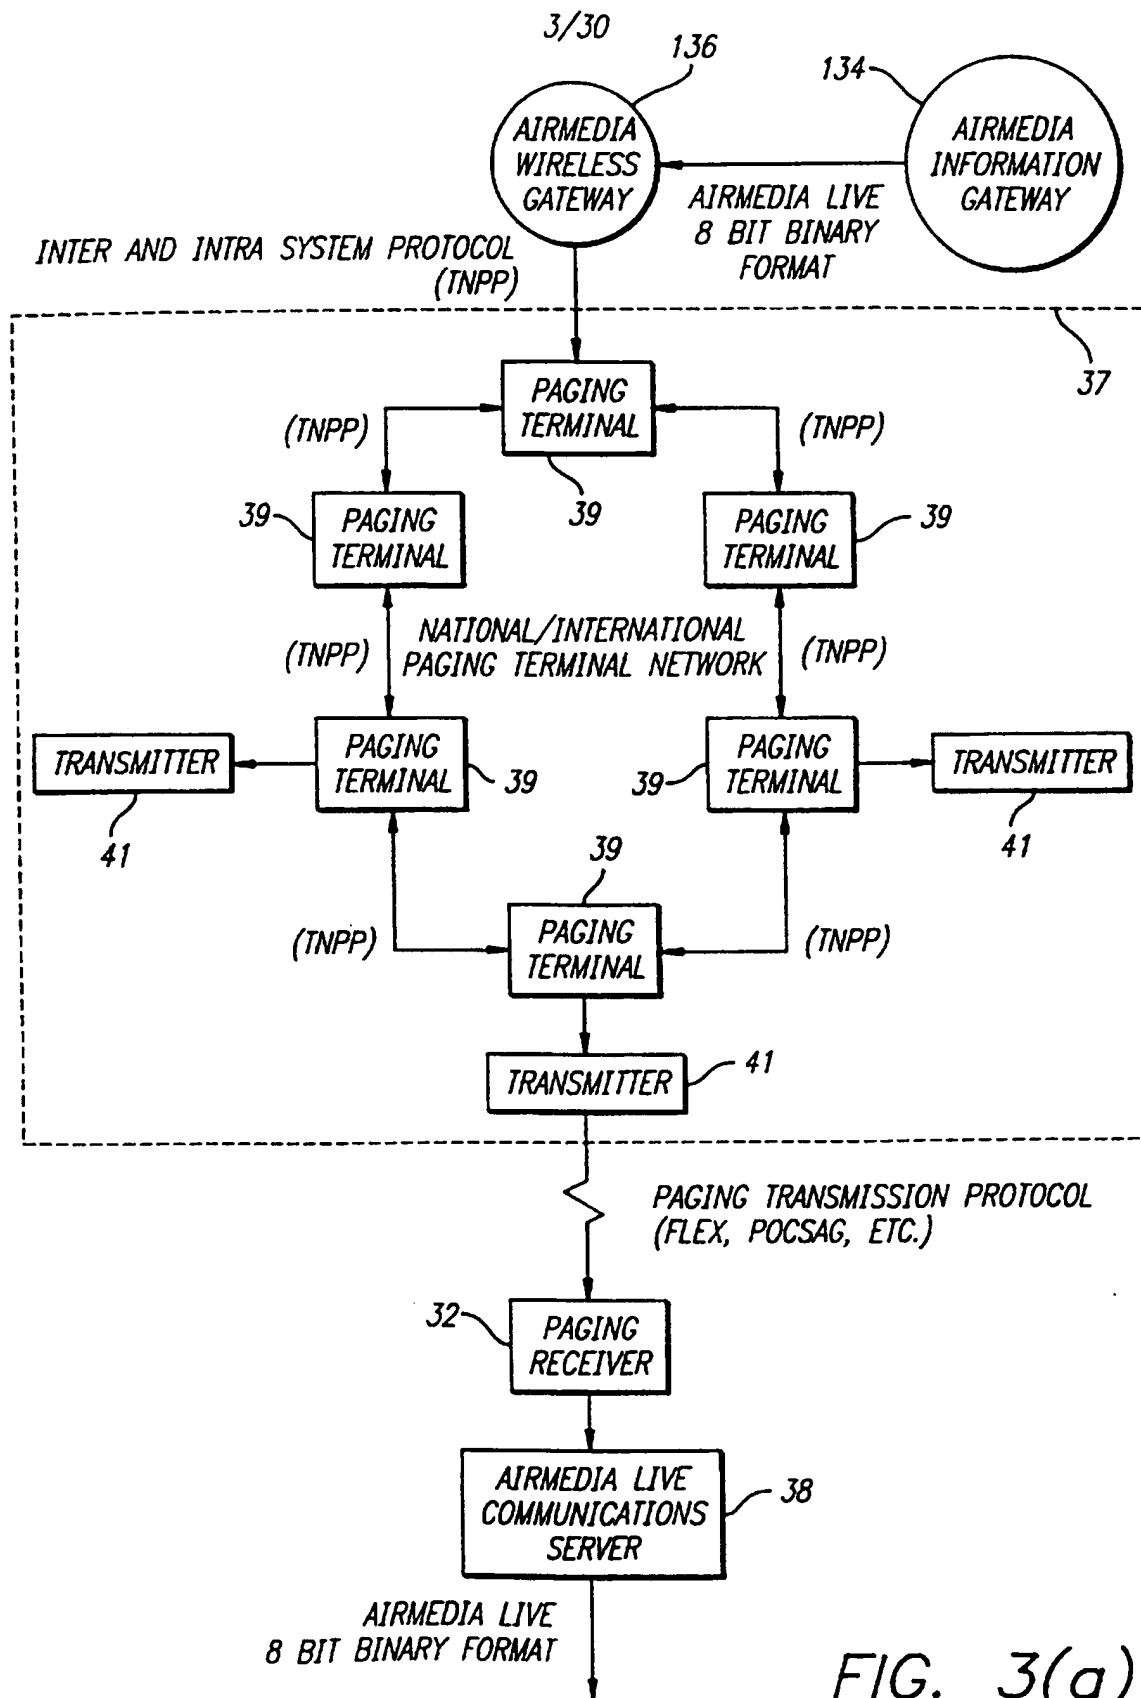 3/30
136
134
AIRMEDIA
WIRELESS
GATEWAY
AIRMEDIA
INFORMATION
GATEWAY
AIRMEDIA LIVE
8 BIT BINARY
FORMAT
INTER AND INTRA SYSTEM PROTOCOL
(TNPP)
37
PAGING
TERMINAL
(TNPP)
(TNPP)
39
39
PAGING
TERMINAL
PAGING
TERMINAL
39
NATIONAL/INTERNATIONAL
PAGING TERMINAL NETWORK
(TNPP)
(TNPP)
TRANSMITTER
PAGING
TERMINAL
39
39
PAGING
TERMINAL
TRANSMITTER
41
41
39
(TNPP)
PAGING
TERMINAL
(TNPP)
TRANSMITTER
41
PAGING TRANSMISSION PROTOCOL
(FLEX, POCSAG, ETC.)
32
PAGING
RECEIVER
AIRMEDIA LIVE
COMMUNICATIONS
SERVER
38
AIRMEDIA LIVE
8 BIT BINARY FORMAT
FIG. 3(a)